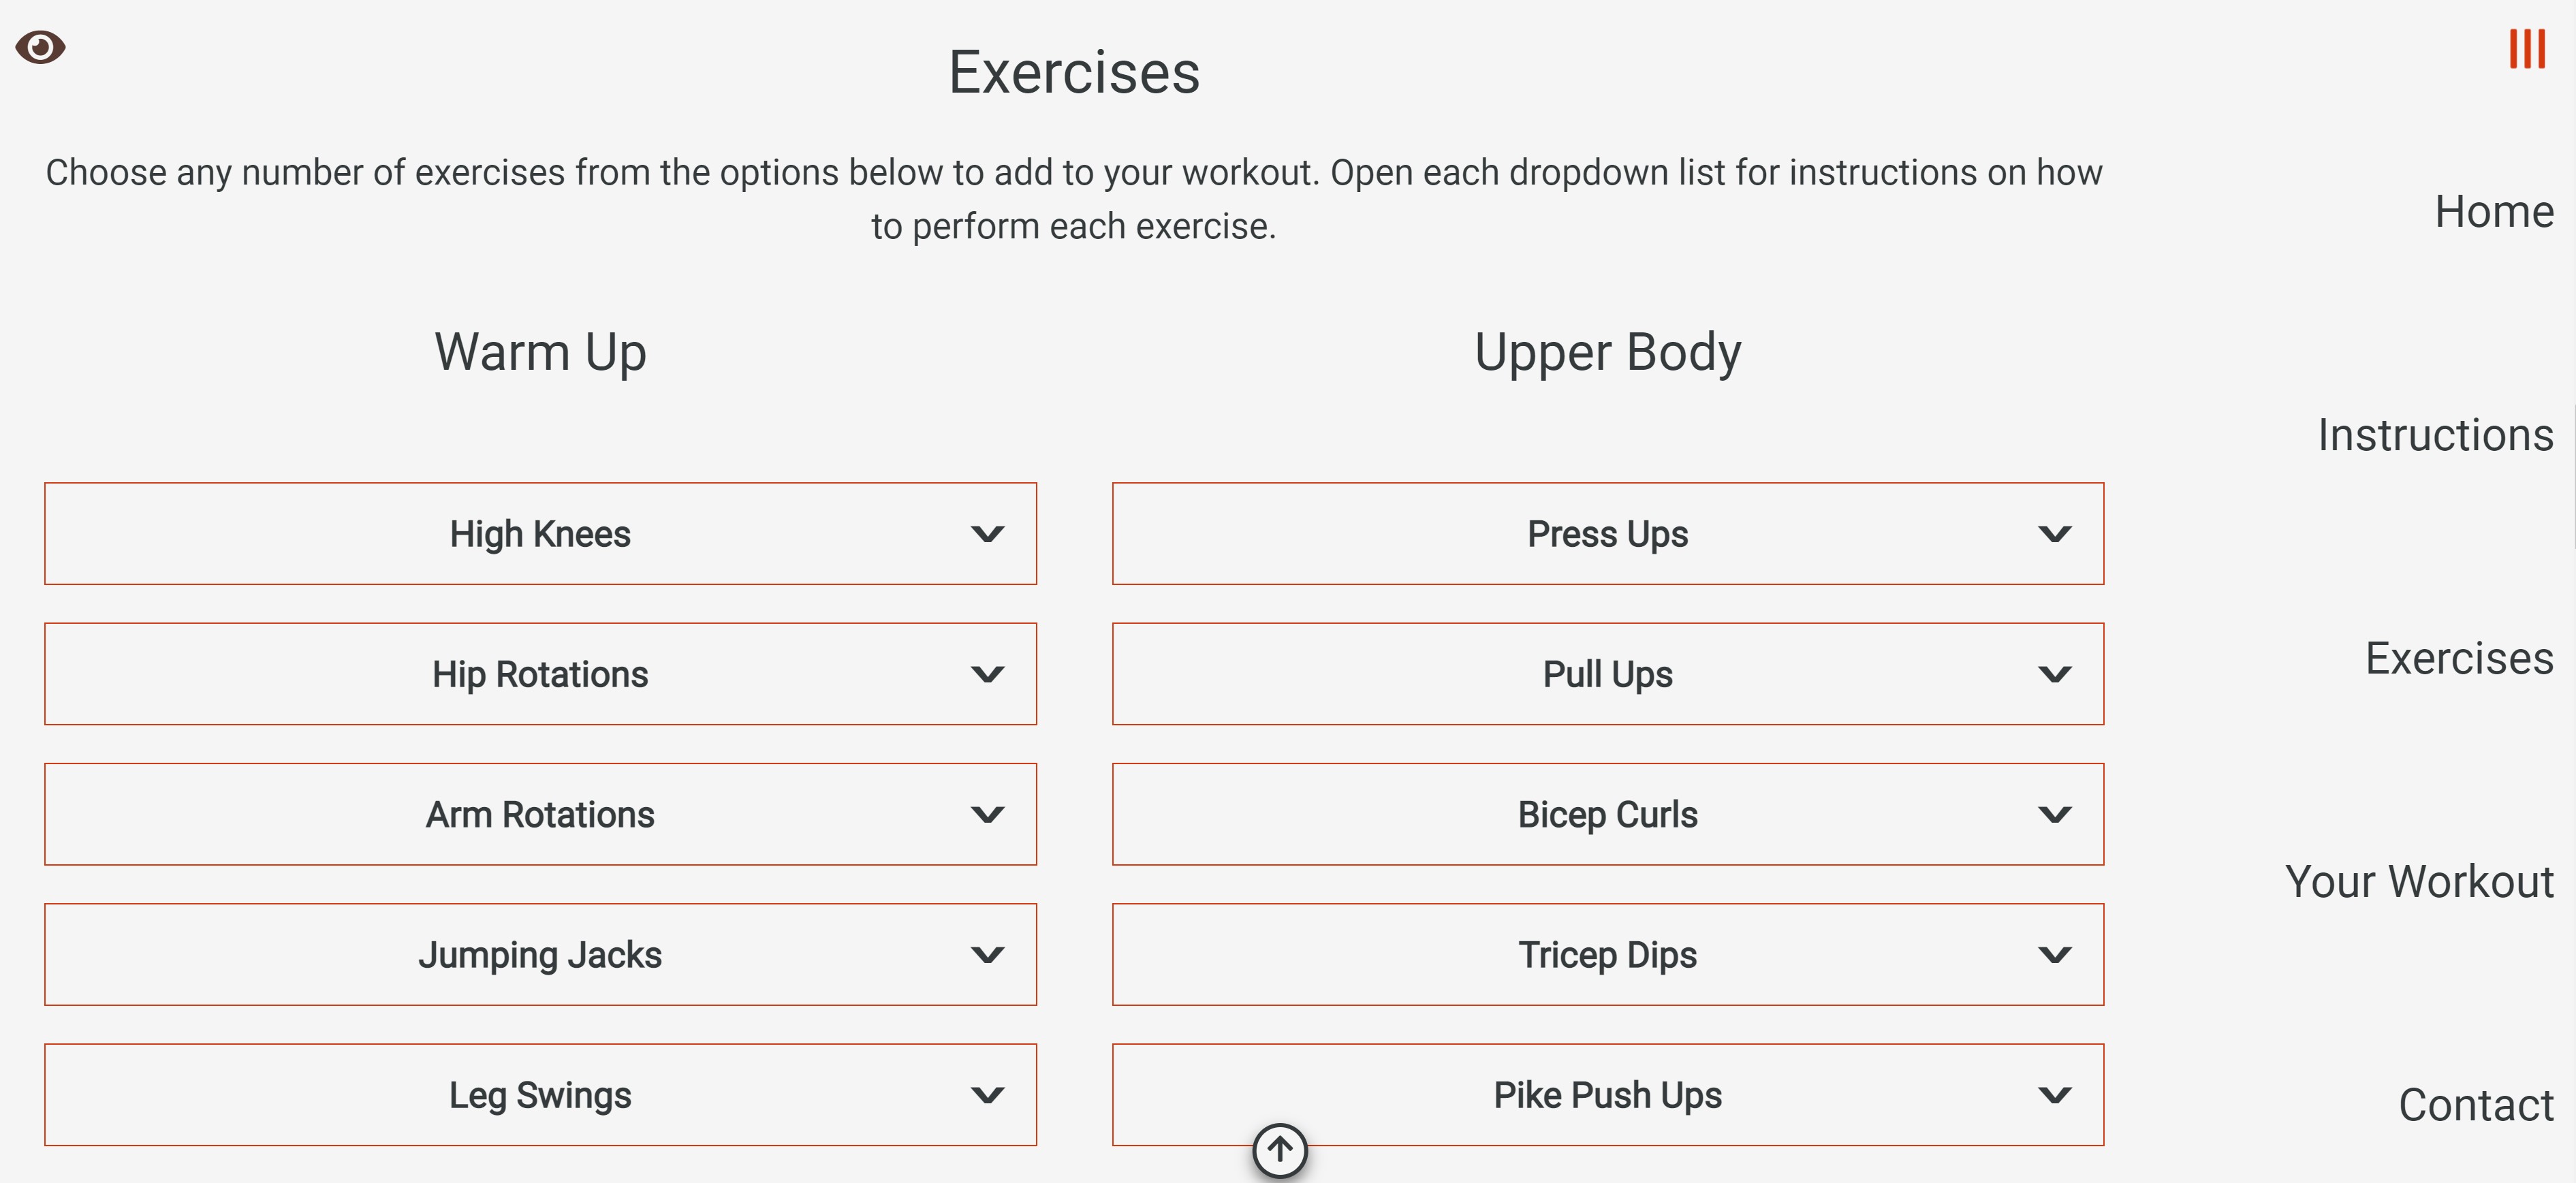 Exercises
Choose any number of exercises from the options below to add to your workout. Open each dropdown list for instructions on how
to perform each exercise.
Warm Up
High Knees
Hip Rotations
Arm Rotations
Jumping Jacks
Leg Swings
Upper Body
Press Ups
Pull Ups
Bicep Curls
Tricep Dips
Pike Push Ups
Home
Instructions
Exercises
Your Workout
Contact